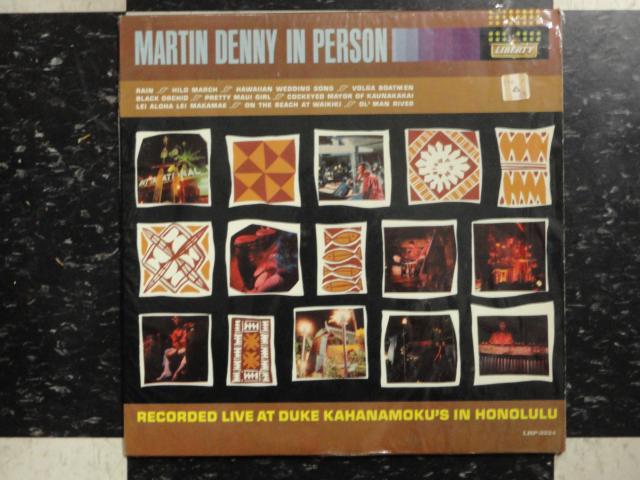 MARTIN DENNY IN PERSON
LIBERTY
RAIN // HILO MARCH // HAWAIIAN WEDDING SONG // VOLGA BOATMEN
BLACK ORCHID // PRETTY MAUI GIRL // COCKEYED MAYOR OF KAUNAKAKAI
LEI ALOHA LEI MAKAMAE // ON THE BEACH AT WAIKIKI // OL' MAN RIVER
RECORDED LIVE AT DUKE KAHANAMOKU'S IN HONOLULU
LRP-3224